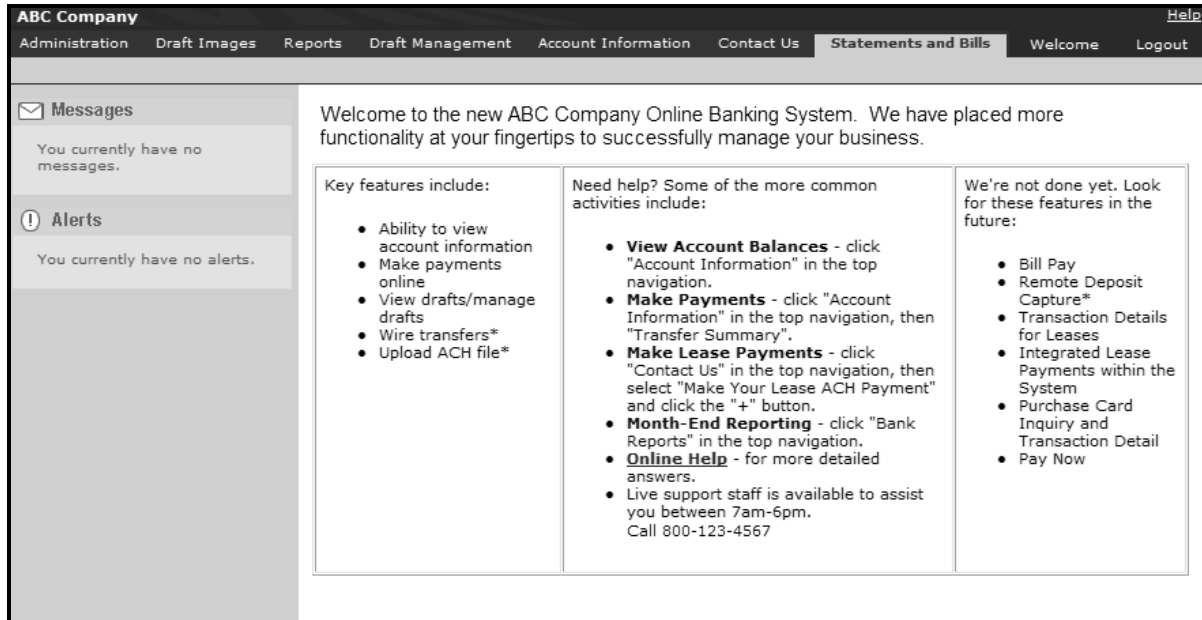 ABC Company
Help
Administration Draft Images Reports Draft Management Account Information Contact Us Statements and Bills Welcome Logout
Messages
You currently have no
messages.
Alerts
You currently have no alerts.
Welcome to the new ABC Company Online Banking System. We have placed more
functionality at your fingertips to successfully manage your business.
Key features include:
• Ability to view
account information
• Make payments
online
• View drafts/manage
drafts
• Wire transfers*
• Upload ACH file*
Need help? Some of the more common
activities include:
• View Account Balances - click
"Account Information" in the top
navigation.
• Make Payments - click "Account
Information" in the top navigation, then
"Transfer Summary".
• Make Lease Payments - click
"Contact Us" in the top navigation, then
select "Make Your Lease ACH Payment"
and click the "+" button.
• Month-End Reporting - click "Bank
Reports" in the top navigation.
• Online Help - for more detailed
answers.
• Live support staff is available to assist
you between 7am-6pm.
Call 800-123-4567
We're not done yet. Look
for these features in the
future:
• Bill Pay
• Remote Deposit
Capture*
• Transaction Details
for Leases
• Integrated Lease
Payments within the
System
• Purchase Card
Inquiry and
Transaction Detail
• Pay Now